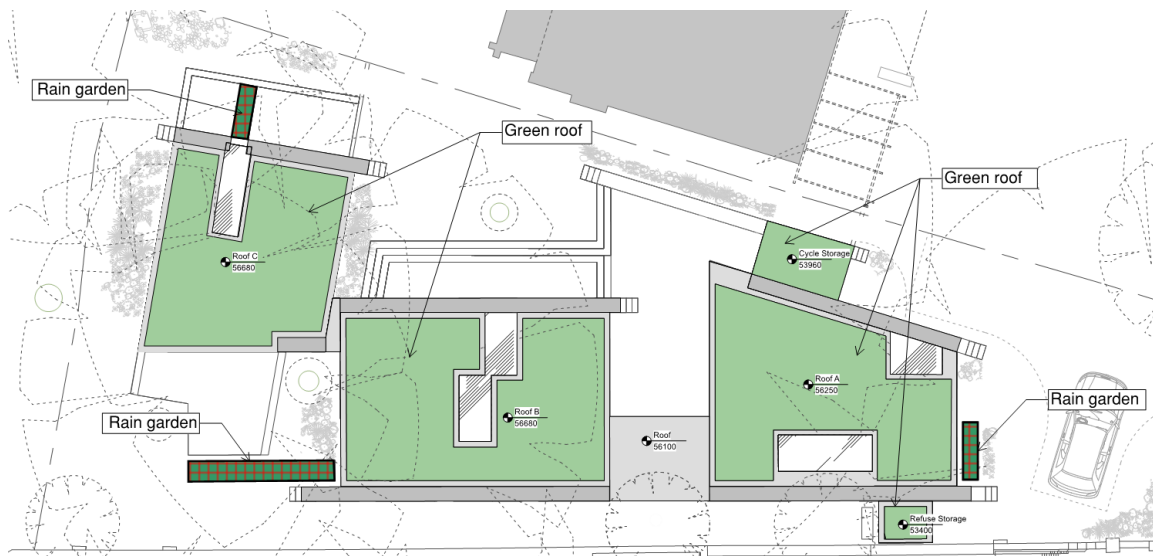 Rain garden
Green roof
Green roof
Roof C
56680
Cycle Storage
53960
Roof A
56250
Rain garden
Roof B
56680
Rain garden
Roof
56100
Refuse Storage
53400